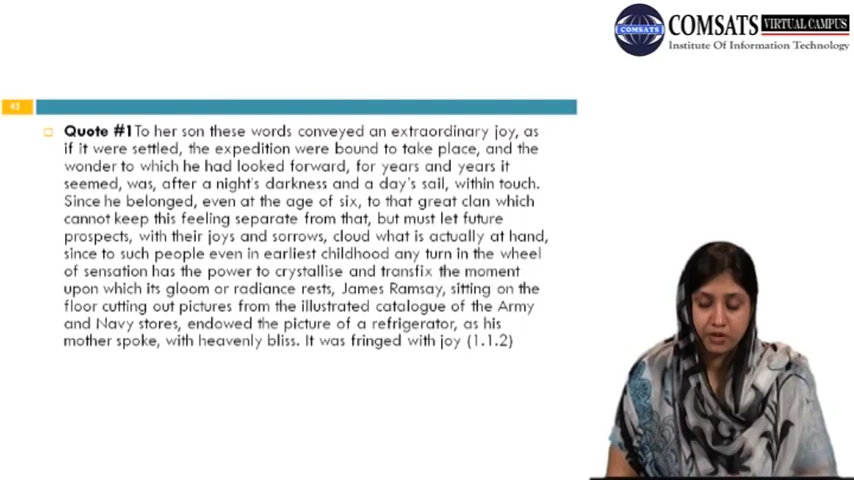 COMSATS
COMSATS VIRTUAL CAMPUS
Institute Of Information Technology
43
Quote #1 To her son these words conveyed an extraordinary joy, as
if it were settled, the expedition were bound to take place, and the
wonder to which he had looked forward, for years and years it
seemed, was, after a night's darkness and a day's sail, within touch.
Since he belonged, even at the age of six, to that great clan which
cannot keep this feeling separate from that, but must let future
prospects, with their joys and sorrows, cloud what is actually at hand,
since to such people even in earliest childhood any turn in the wheel
of sensation has the power to crystallise and transfix the moment
upon which its gloom or radiance rests, James Ramsay, sitting on the
floor cutting out pictures from the illustrated catalogue of the Army
and Navy stores, endowed the picture of a refrigerator, as his
mother spoke, with heavenly bliss. It was fringed with joy (1.1.2)